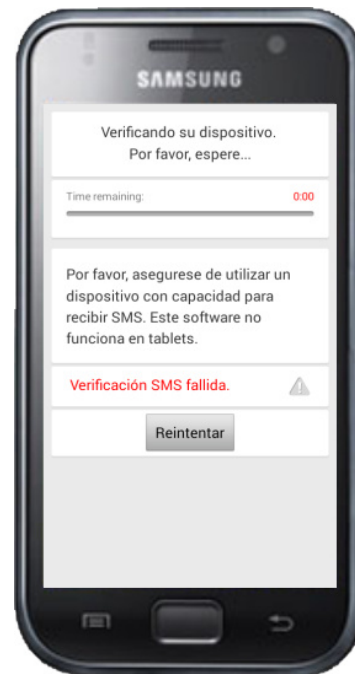 SAMSUNG
Verificando su dispositivo.
Por favor, espere...
Time remaining:
0:00
Por favor, asegurese de utilizar un
dispositivo con capacidad para
recibir SMS. Este software no
funciona en tablets.
Verificación SMS fallida.
Reintentar